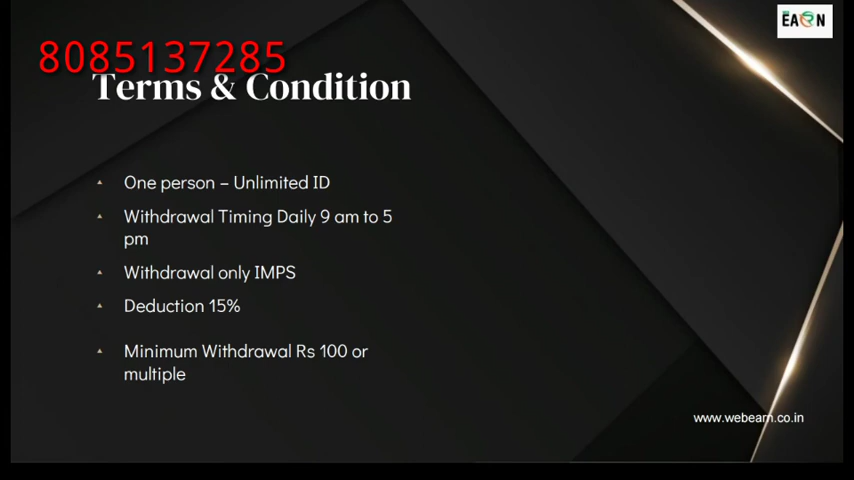 EARN
8085137285
Terms & Condition
One person – Unlimited ID
Withdrawal Timing Daily 9 am to 5
pm
Withdrawal only IMPS
Deduction 15%
Minimum Withdrawal Rs 100 or
multiple
www.webearn.co.in